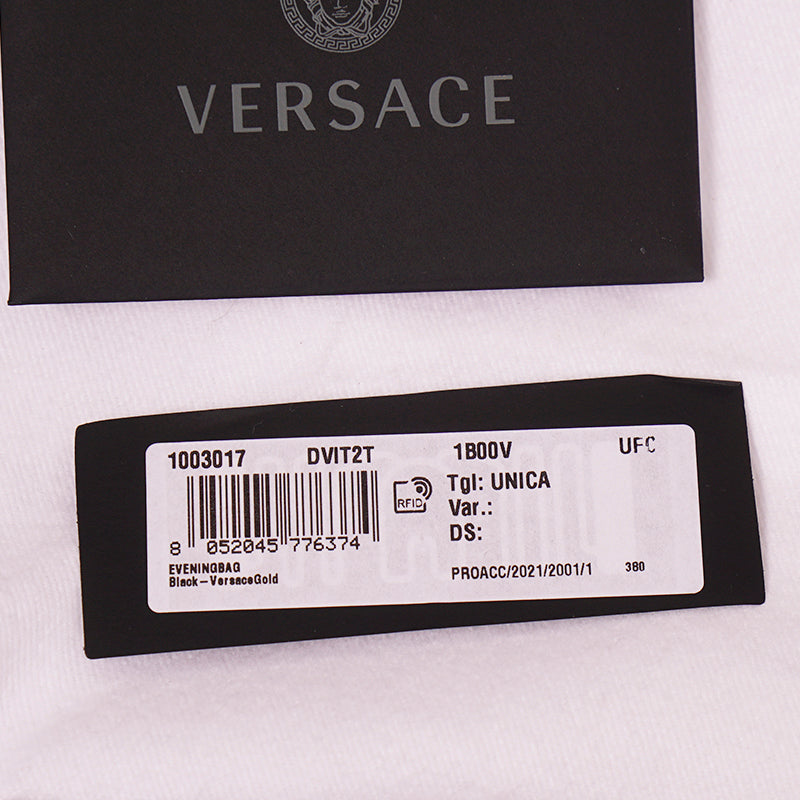 VERSACE
1003017 DVIT2T 1B00V UFC
Tgl: UNICA
RFID
Var.:
DS:
8 052045 776374
EVENINGBAG
Black-VersaceGold
PROACC/2021/2001/1 380